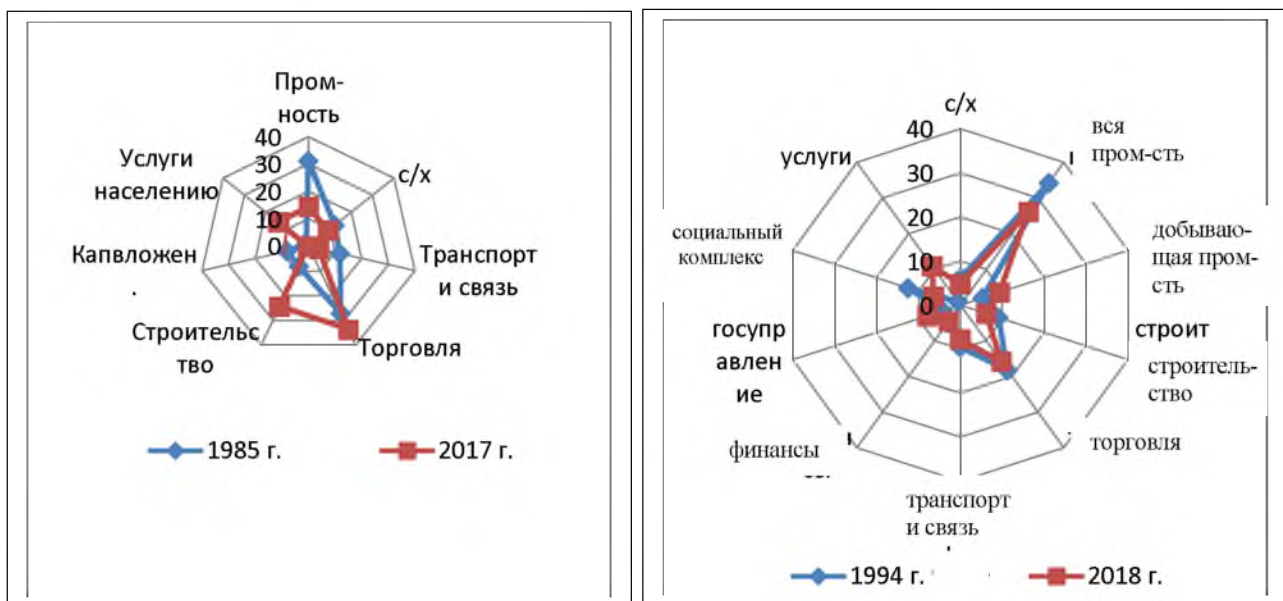 Пром-
ность
40
30
20
10
0
с/х
Транспорт
и связь
Торговля
Строительс
тво
Капвложен
.
Услуги
населению
1985 г.
2017 г.
с/х
40
30
20
10
0
вся
пром-сть
добываю-
щая пром-
сть
строит
строитель-
ство
торговля
транспорт
и связь
финансы
госупр
авлен
ие
социальный
комплекс
услуги
1994 г.
2018 г.